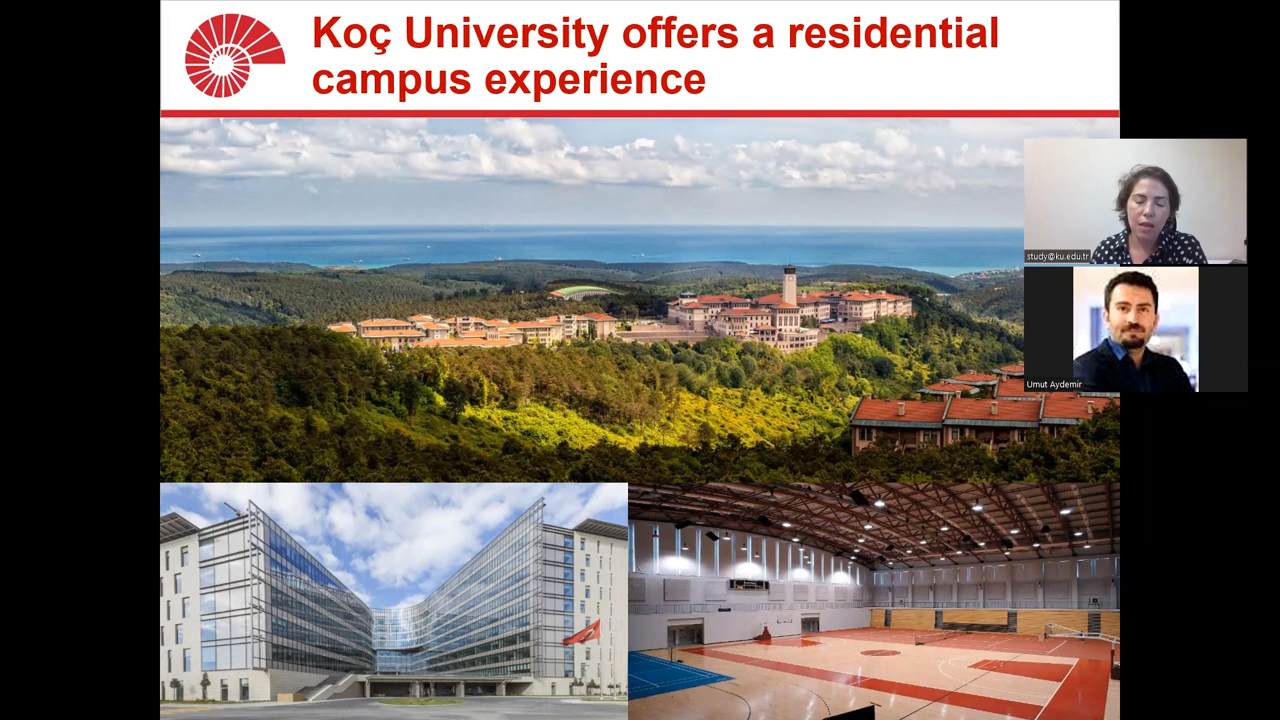 Koç University offers a residential
campus experience
study@ku.edu.tr
Umut Aydemir